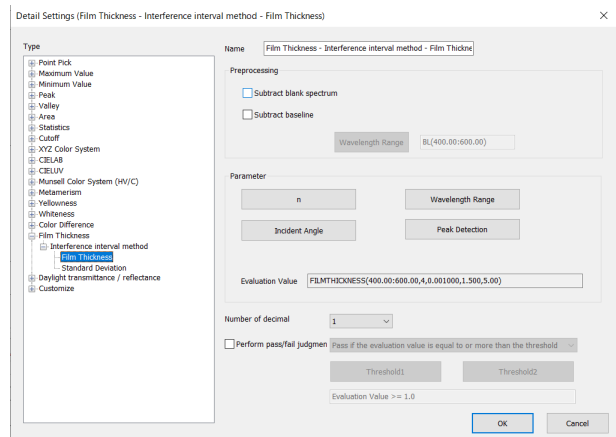 Detail Settings (Film Thickness - Interference interval method - Film Thickness)
Type
Point Pick
Maximum Value
Minimum Value
Peak
Valley
Area
Statistics
Cutoff
XYZ Color System
CIELAB
CIELUV
Munsell Color System (HV/C)
Metamerism
Yellowness
Whiteness
Color Difference
Film Thickness
Interference interval method
Film Thickness
Standard Deviation
Daylight transmittance / reflectance
Customize
Name
Film Thickness - Interference interval method - Film Thickne
Preprocessing
Subtract blank spectrum
Subtract baseline
Wavelength Range
BL(400.00:600.00)
Parameter
n
Wavelength Range
Incident Angle
Peak Detection
Evaluation Value
FILMTHICKNESS(400.00:600.00,4,0.001000,1.500,5.00)
Number of decimal
1
Perform pass/fail judgmen
Pass if the evaluation value is equal to or more than the threshold
Threshold1
Threshold2
Evaluation Value >= 1.0
OK
Cancel